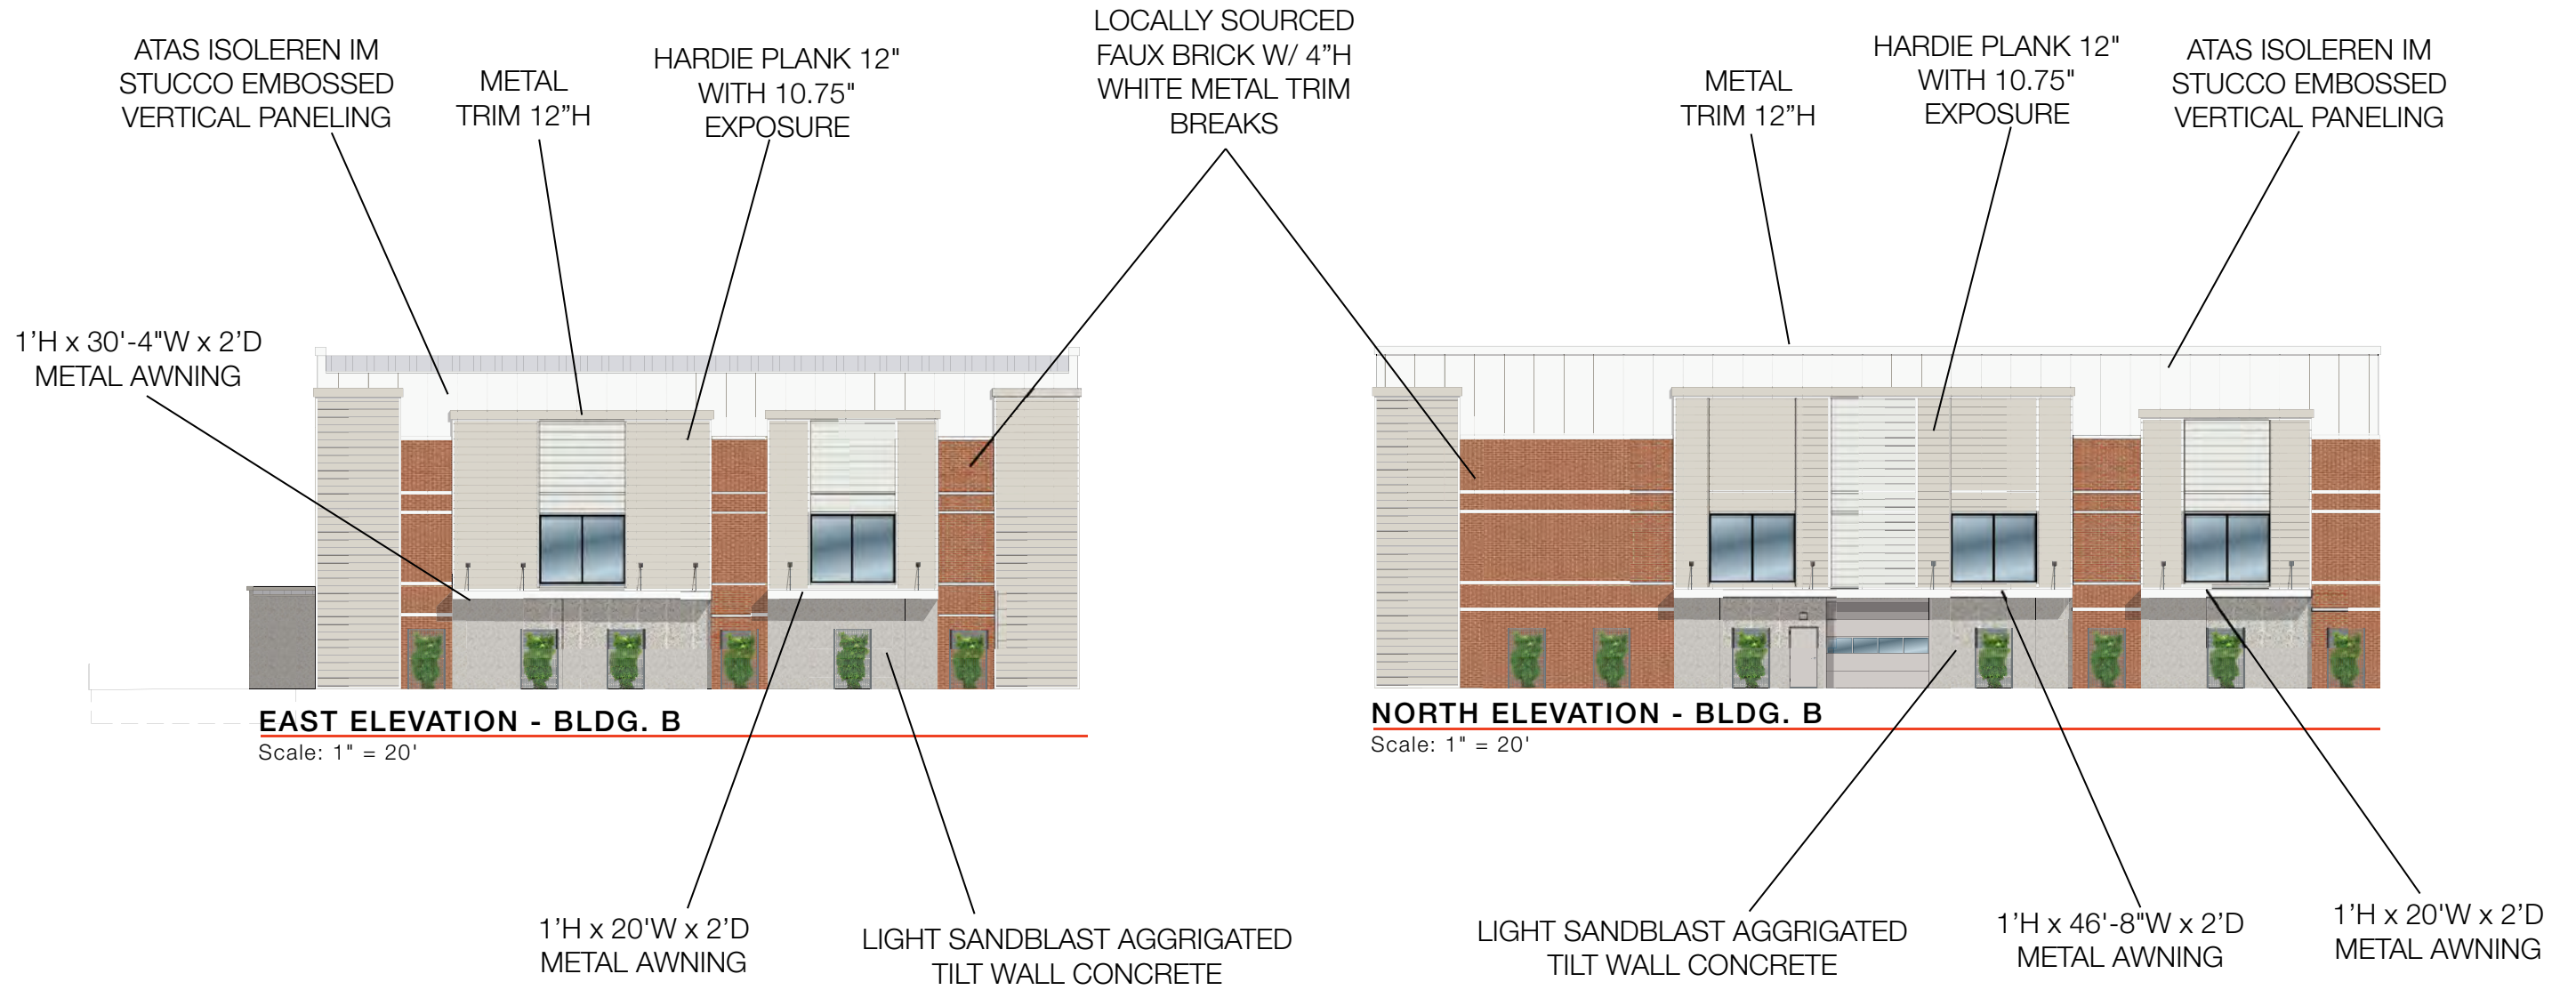 ATAS ISOLEREN IM
STUCCO EMBOSSED
VERTICAL PANELING
METAL
TRIM 12”H
HARDIE PLANK 12"
WITH 10.75"
EXPOSURE
LOCALLY SOURCED
FAUX BRICK W/ 4”H
WHITE METAL TRIM
BREAKS
METAL
TRIM 12”H
HARDIE PLANK 12"
WITH 10.75"
EXPOSURE
ATAS ISOLEREN IM
STUCCO EMBOSSED
VERTICAL PANELING
1’H x 30'-4"W x 2’D
METAL AWNING
EAST ELEVATION - BLDG. B
Scale: 1" = 20'
NORTH ELEVATION - BLDG. B
Scale: 1" = 20'
1’H x 20'W x 2’D
METAL AWNING
LIGHT SANDBLAST AGGRIGATED
TILT WALL CONCRETE
LIGHT SANDBLAST AGGRIGATED
TILT WALL CONCRETE
1’H x 46'-8"W x 2’D
METAL AWNING
1’H x 20'W x 2’D
METAL AWNING